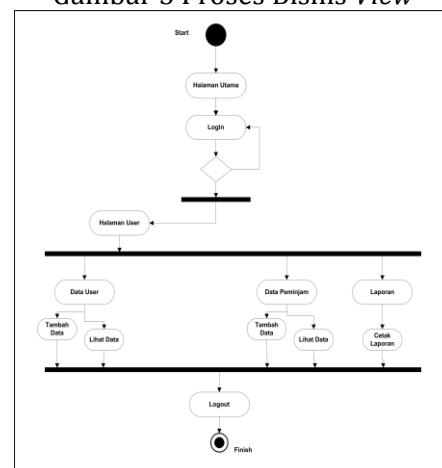 Gambar 3 Proses Bisnis View
Start
Halaman Utama
Login
Halaman User
Data User
Data Peminjam
Laporan
Tambah
Data
Lihat Data
Tambah
Data
Lihat Data
Cetak
Laporan
Logout
Finish